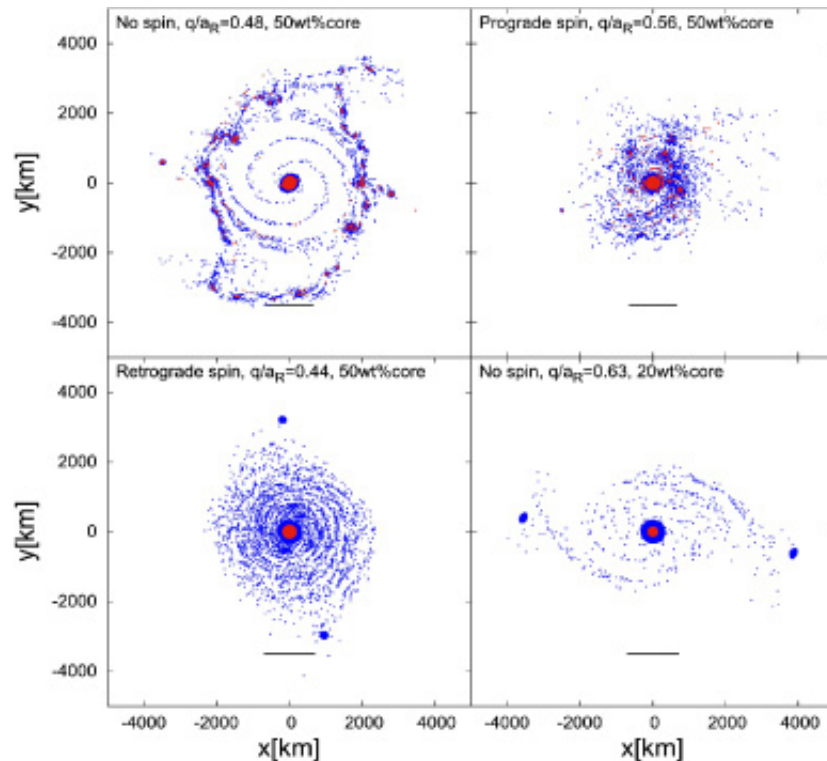 No spin, q/a_R=0.48, 50wt%core
Prograde spin, q/a_R=0.56, 50wt%core
4000
2000
0
-2000
-4000
y[km]
Retrograde spin, q/a_R=0.44, 50wt%core
No spin, q/a_R=0.63, 20wt%core
4000
2000
0
-2000
-4000
y[km]
-4000 -2000 0 2000 4000
-4000 -2000 0 2000 4000
x[km]
x[km]